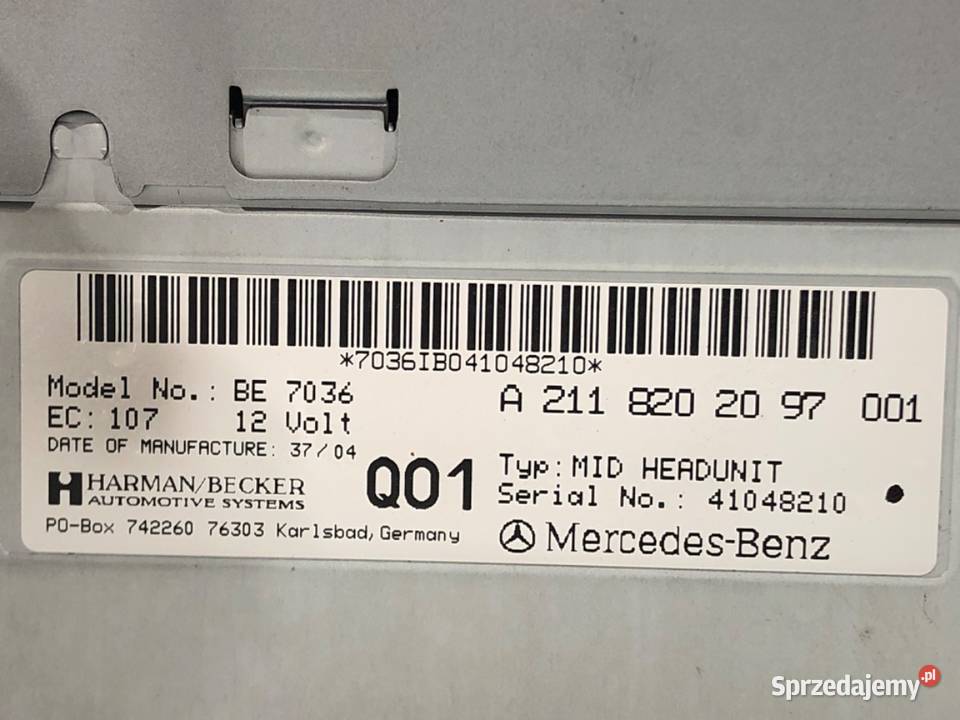 *7036IB041048210*
Model No.: BE 7036
A 211 820 20 97 001
EC: 107 12 Volt
DATE OF MANUFACTURE: 37/04
Q01
Typ: MID HEADUNIT
HARMAN/BECKER
AUTOMOTIVE SYSTEMS
Serial No.: 41048210
PO-Box 742260 76303 Karlsbad, Germany
Mercedes-Benz
Sprzedajemy.pl